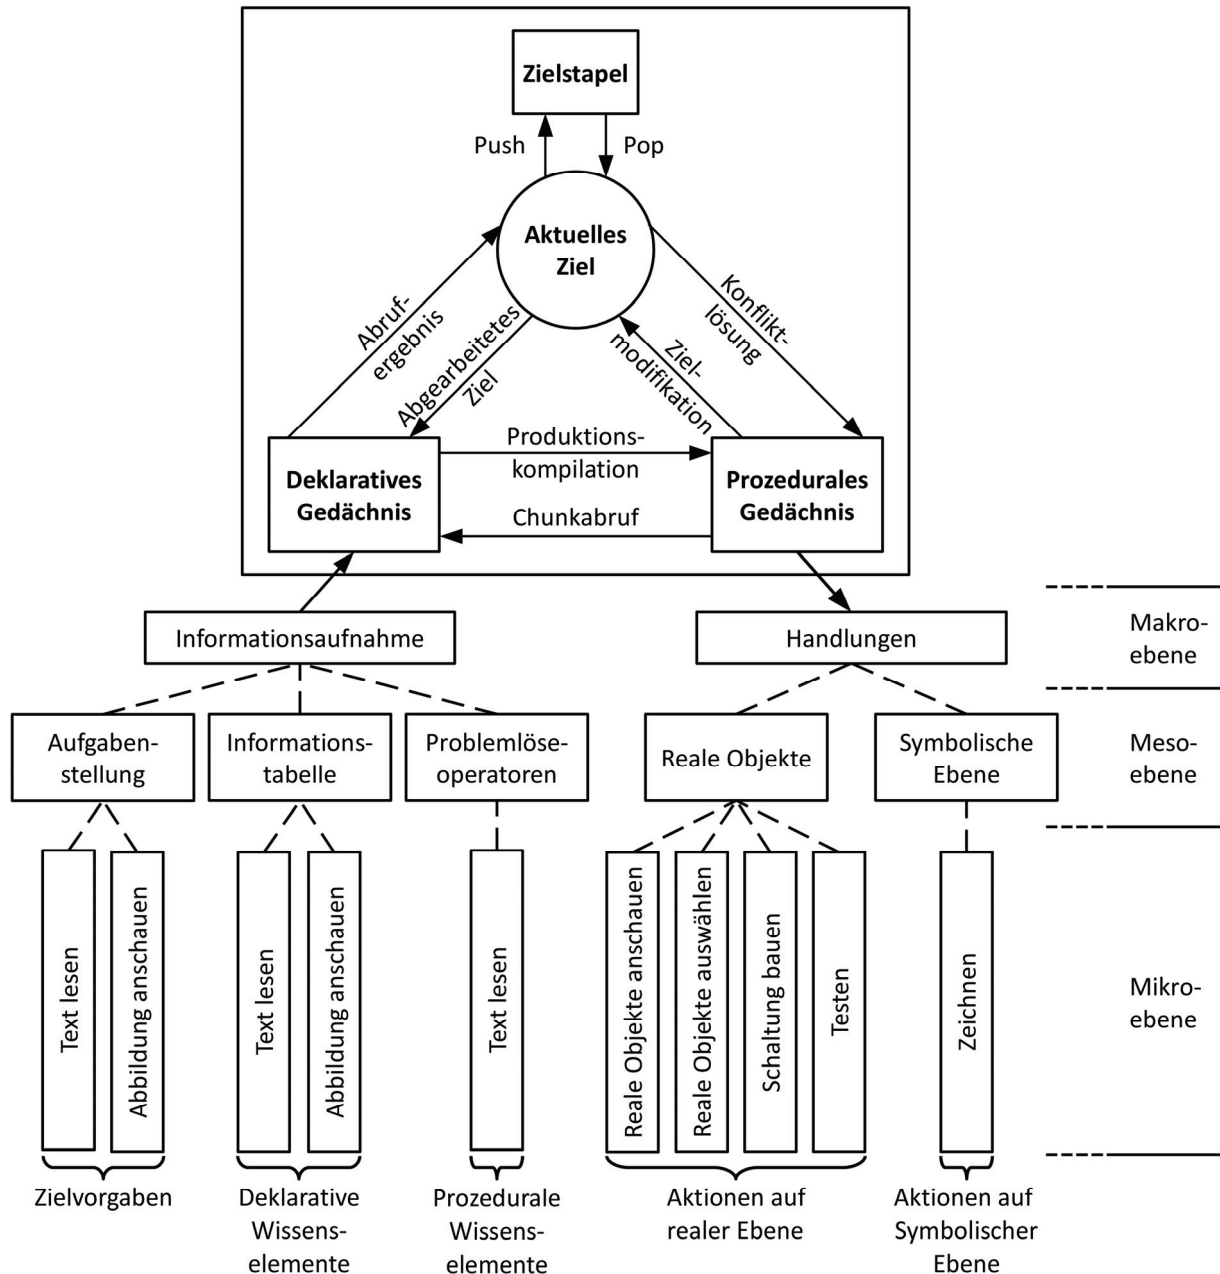 Zielstapel
Push
Pop
Aktuelles
Ziel
Abruf-
ergebnis
Abgearbeitetes
Ziel
Ziel-
modifikation
Konflikt-
lösung
Deklaratives
Gedächnis
Produktions-
kompilation
Chunkabruf
Prozedurales
Gedächnis
Informationsaufnahme
Handlungen
Makro-
ebene
Aufgaben-
stellung
Informations-
tabelle
Problemlöse-
operatoren
Reale Objekte
Symbolische
Ebene
Meso-
ebene
Text lesen
Abbildung anschauen
Text lesen
Abbildung anschauen
Text lesen
Reale Objekte anschauen
Reale Objekte auswählen
Schaltung bauen
Testen
Zeichnen
Mikro-
ebene
Zielvorgaben
Deklarative
Wissens-
elemente
Prozedurale
Wissens-
elemente
Aktionen auf
realer Ebene
Aktionen auf
Symbolischer
Ebene